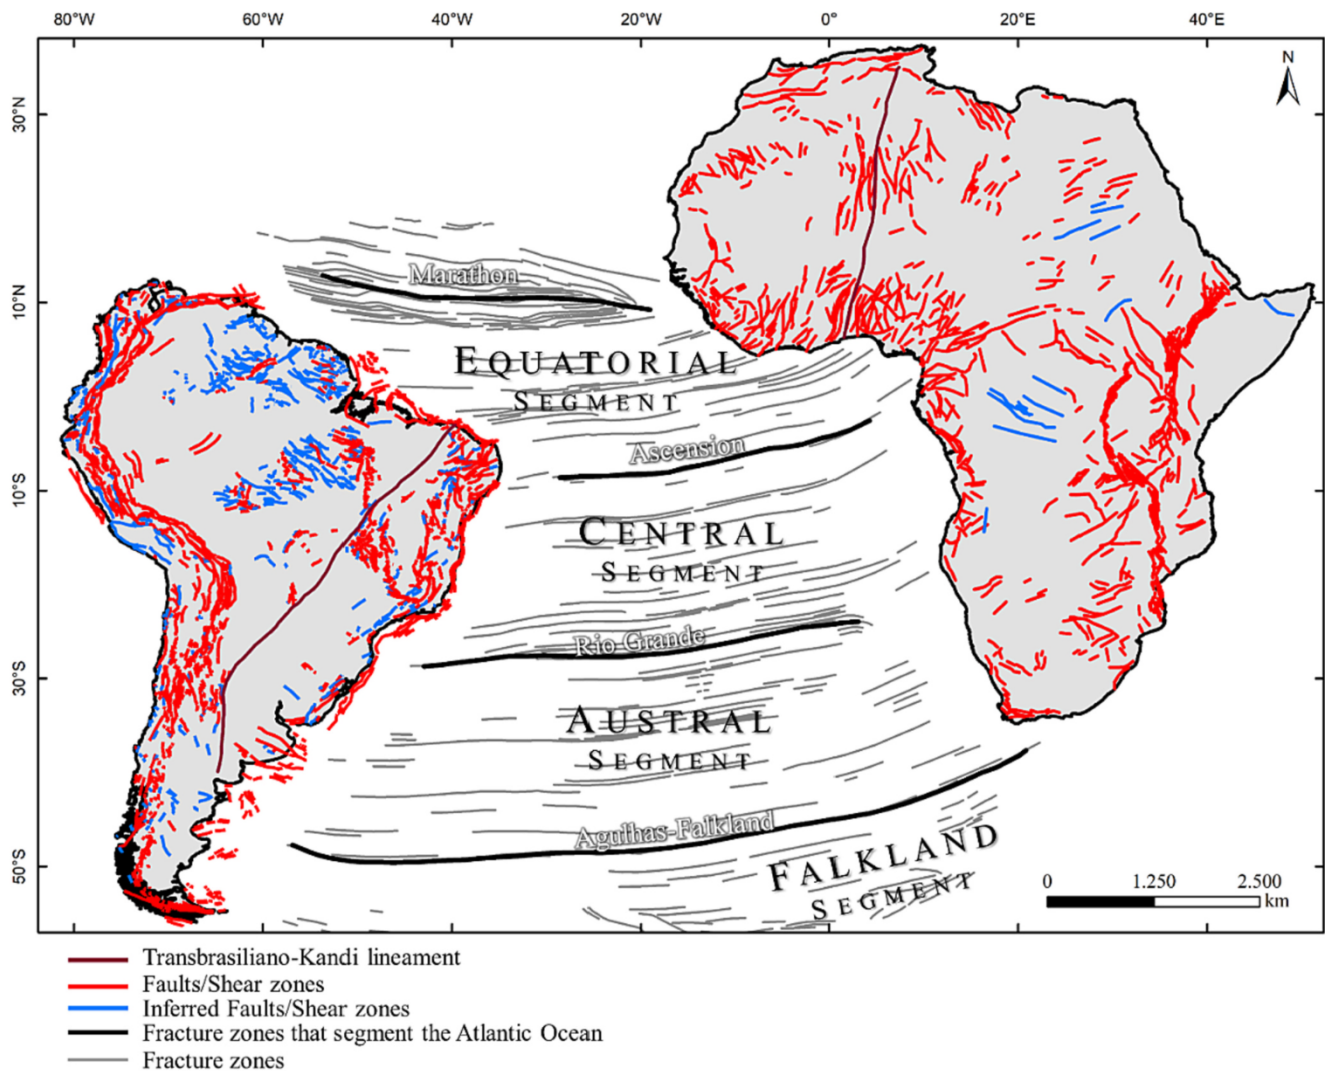 80°W 60°W 40°W 20°W 0° 20°E 40°E
N
30°N
10°N
10°S
30°S
50°S
Marathon
EQUATORIAL
SEGMENT
Ascension
CENTRAL
SEGMENT
Rio Grande
AUSTRAL
SEGMENT
Agulhas-Falkland
FALKLAND
SEGMENT
0 1.250 2.500
km
Transbrasiliano-Kandi lineament
Faults/Shear zones
Inferred Faults/Shear zones
Fracture zones that segment the Atlantic Ocean
Fracture zones